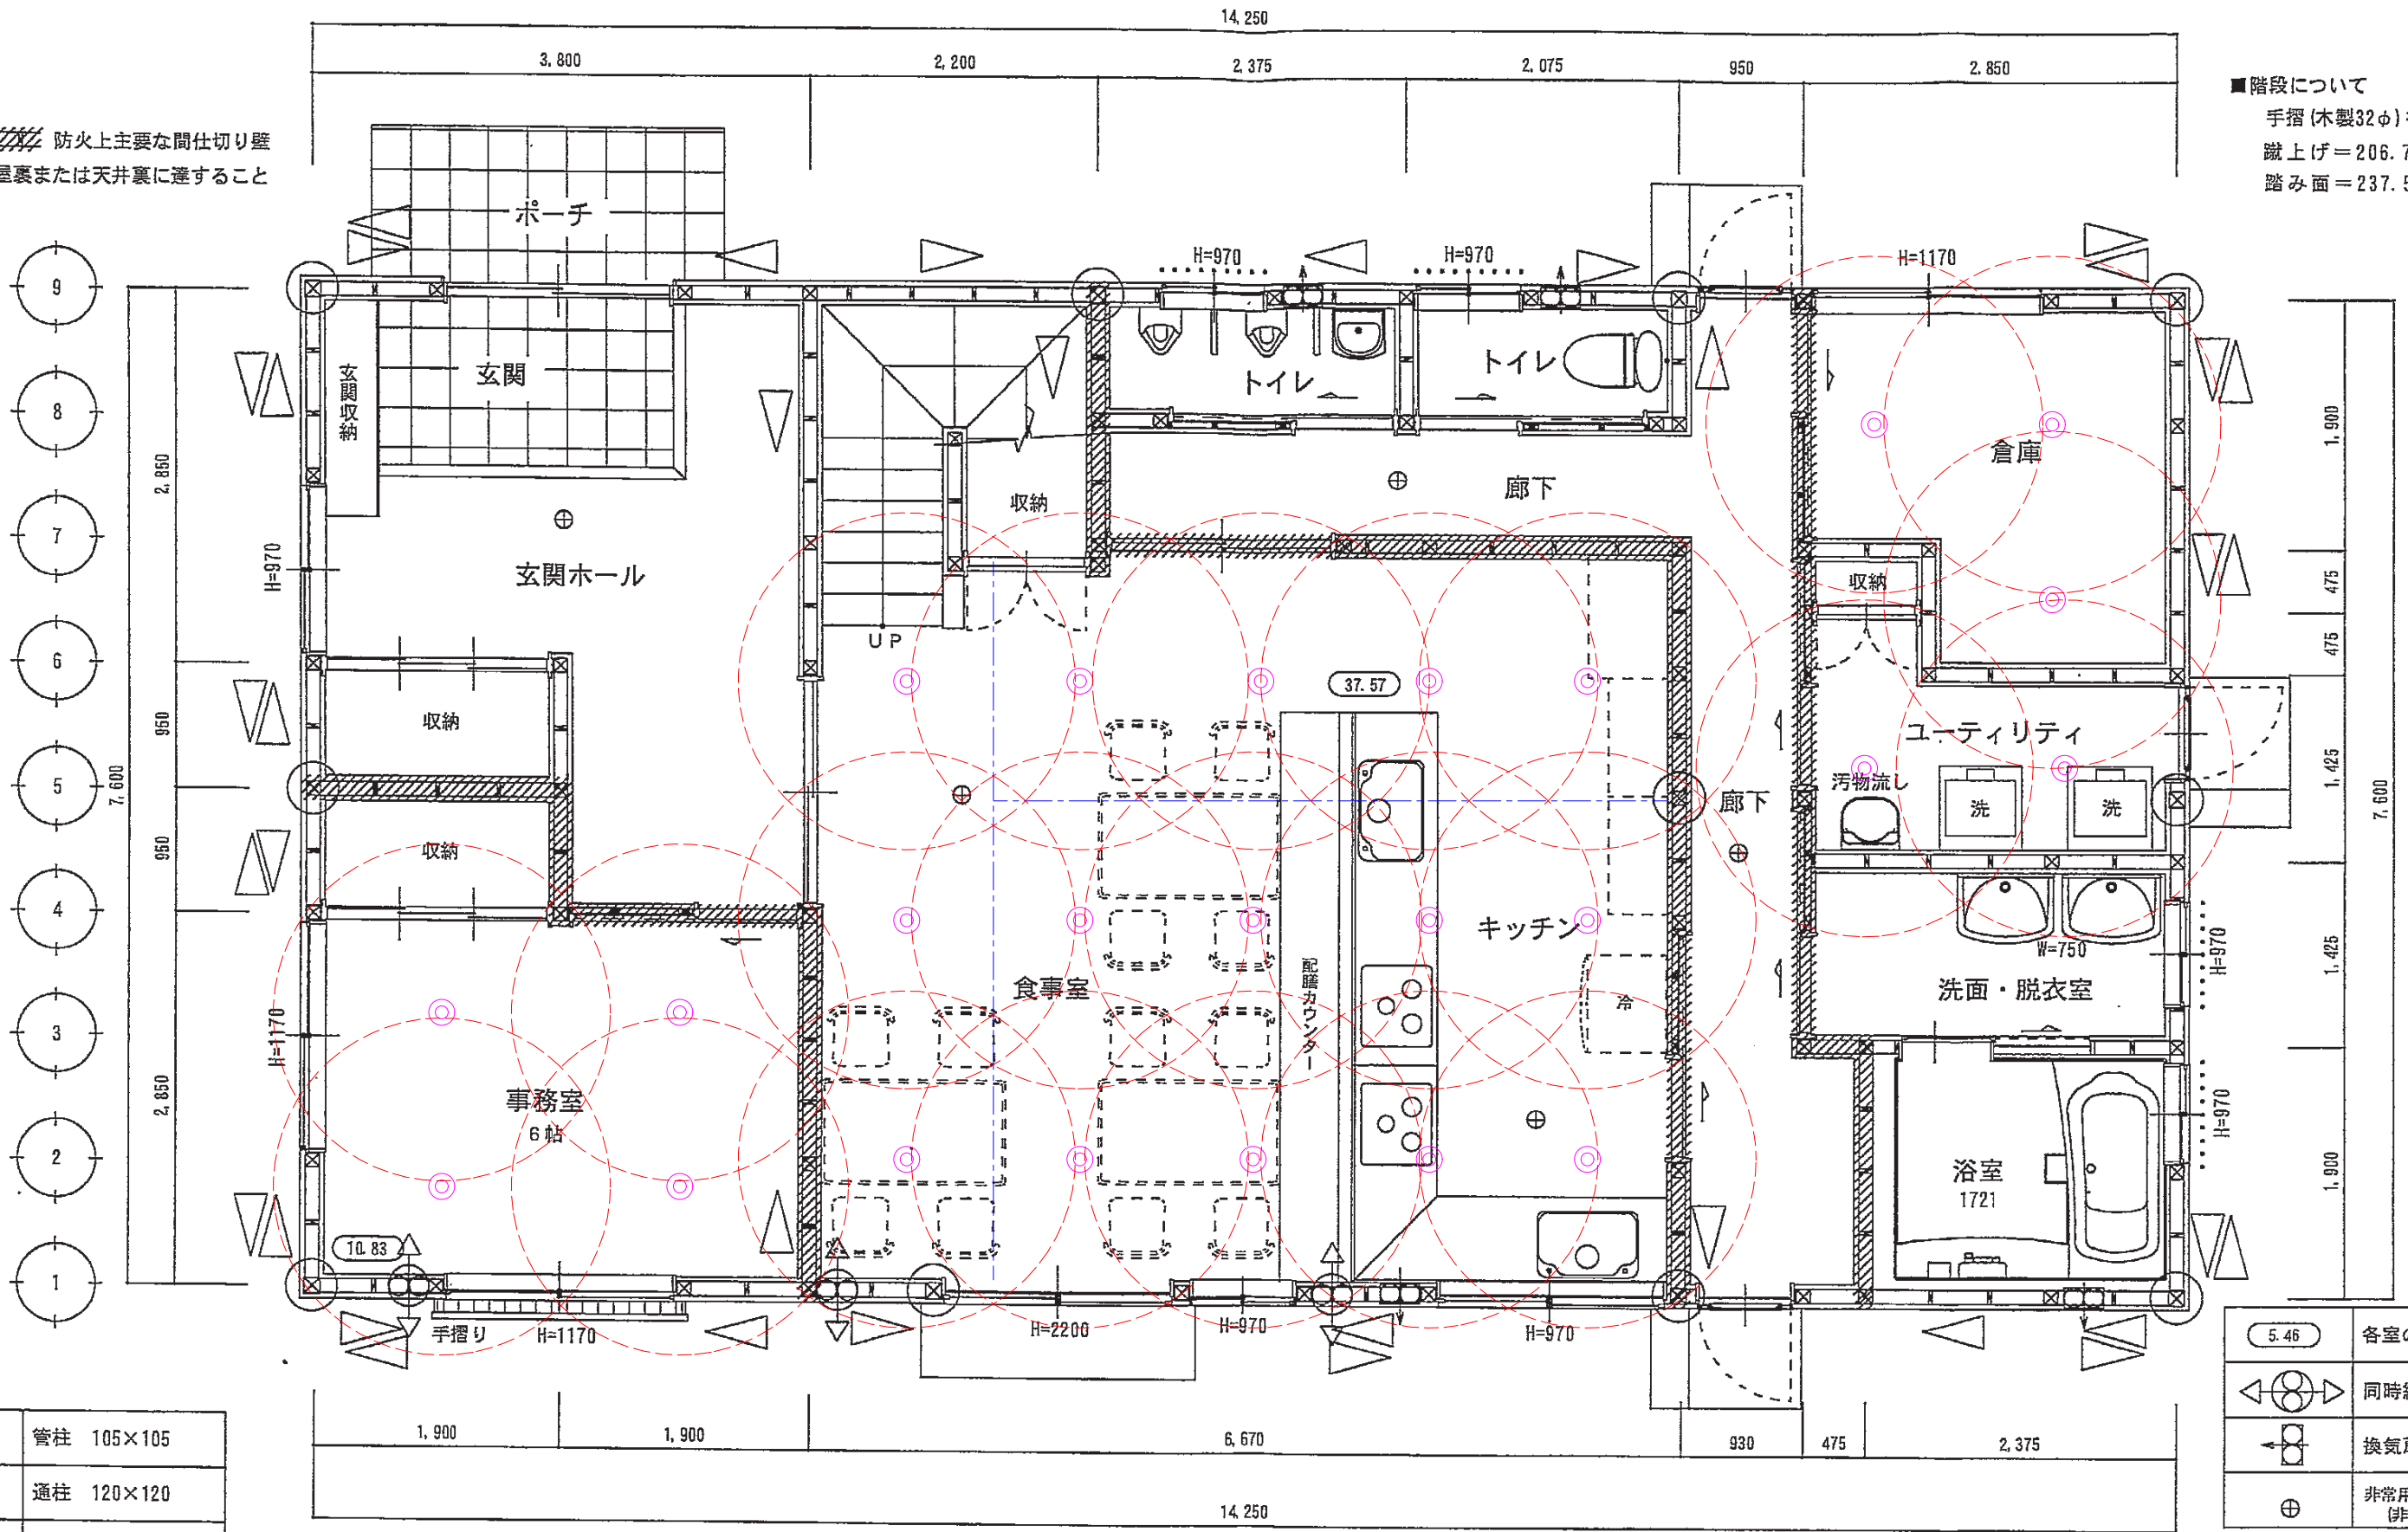 14,250
3,800
2,200
2,375
2,075
950
2,850
■階段について
手摺(木製32φ)
蹴上げ=206.7
踏み面=237.5
防火上主要な間仕切り壁
屋裏または天井裏に達すること
ポーチ
H=970
H=970
H=1170
9
8
7
6
5
4
3
2
1
玄関収納
玄関
トイレ
トイレ
倉庫
収納
廊下
玄関ホール
H=970
UP
収納
37.57
収納
ユーティリティ
汚物流し
洗
洗
廊下
収納
キッチン
W=750
H=970
食事室
配膳カウンター
冷
洗面・脱衣室
H=1170
事務室
6帖
H=970
浴室
1721
10.83
手摺り
H=1170
H=2200
H=970
H=970
2,850
950
950
2,850
7,600
1,900
475
475
1,425
1,425
1,900
7,600
1,900
1,900
6,670
930
475
2,375
14,250
管柱 105×105
通柱 120×120
5.46
各室の
同時給
換気扇
非常用